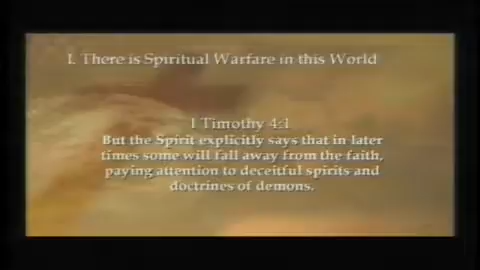 I. There is Spiritual Warfare in this World
1 Timothy 4:1
But the Spirit explicitly says that in later
times some will fall away from the faith,
paying attention to deceitful spirits and
doctrines of demons.